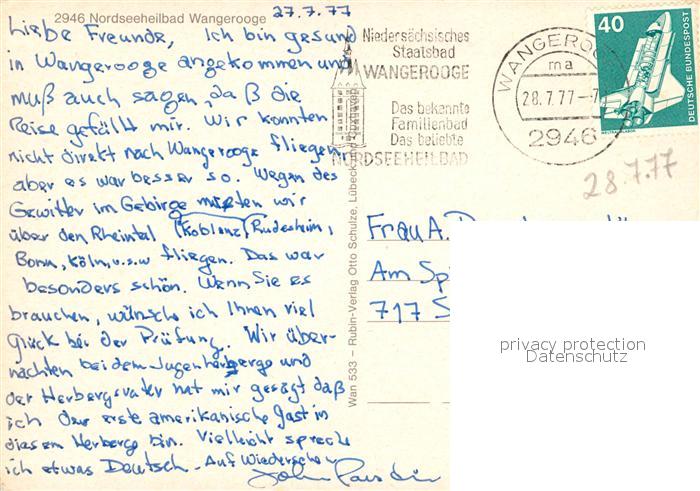 2946 Nordseeheilbad Wangerooge
27.7.77
Liebe Freunde, Ich bin gesund
in Wangerooge angekommen und
muß auch sagen, daß die
Reise gefällt mir. Wir konnten
nicht direkt nach Wangerooge fliegen
aber es war besser so. Wegen des
Gewitter im Gebirge mußten wir
über den Rheintal (Koblenz, Rudesheim,
Bonn, Köln, u.s.w fliegen. Das war
besonders schön. Wenn Sie es
brauchen, wünsche ich Ihnen viel
Glück bei der Prüfung. Wir über-
nachten bei dem Jugenherberge und
der Herbergsvater hat mir gesagt daß
ich der erste amerikanische Gast in
diesem Herberge bin. Vielleicht spreche
ich etwas Deutsch. Auf Wiedersehen
John
Niedersächsisches
Staatsbad
WANGEROOGE
Das bekannte
Familienbad
Das beliebte
NORDSEEHEILBAD
WANGEROOGE
ma
28.7.77-7
2946
40
DEUTSCHE BUNDESPOST
28.7.77
Frau A.
Am Sp
717 S
Wan 533 – Rubin-Verlag Otto Schulze, Lübeck
privacy protection
Datenschutz